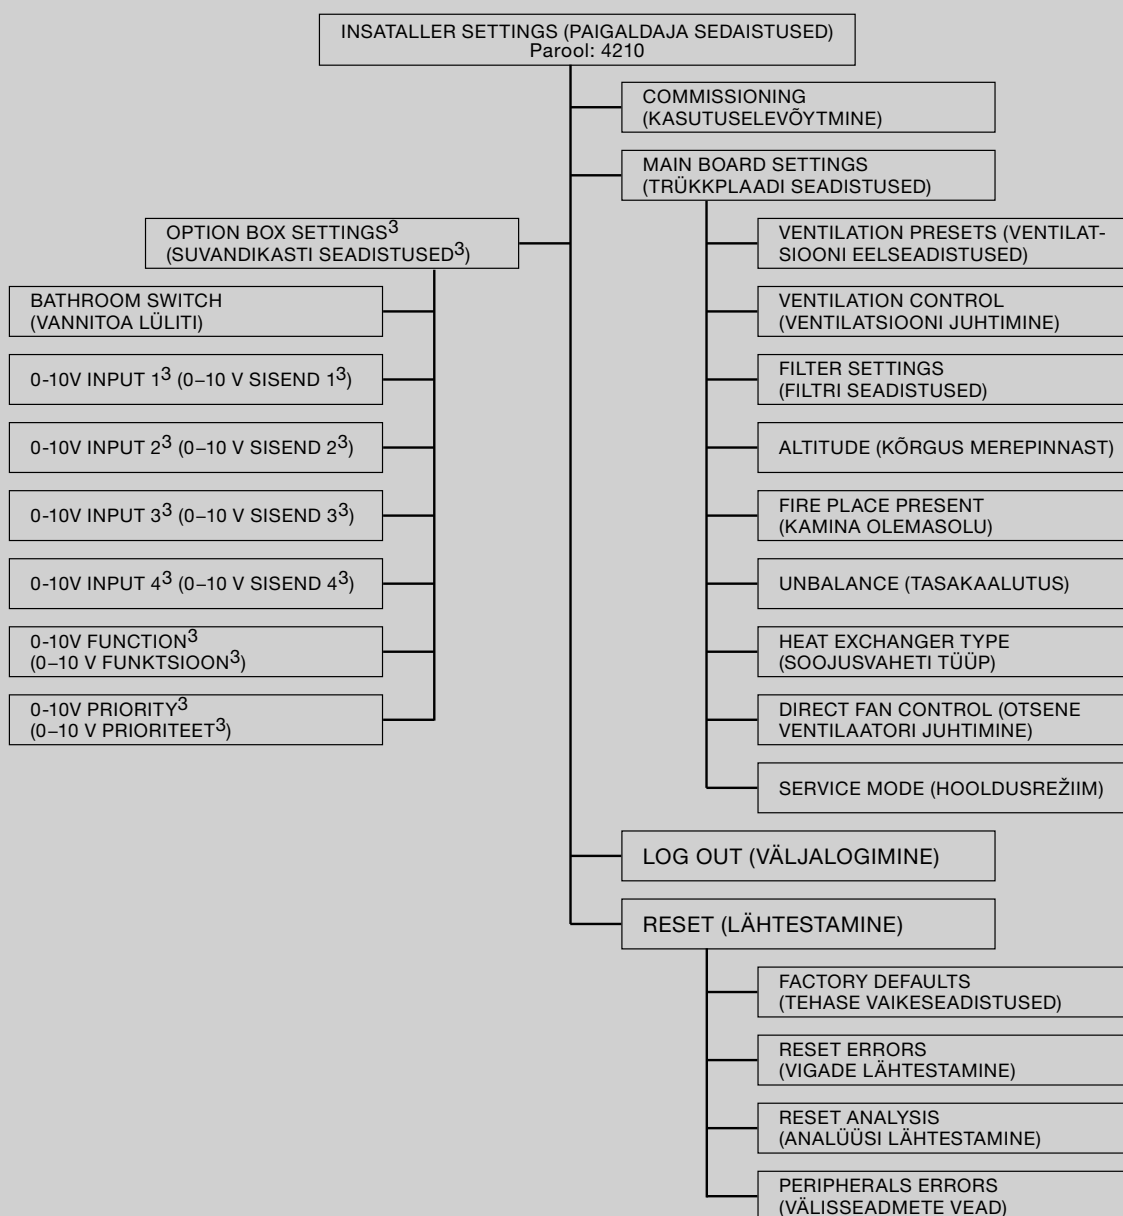 INSATALLER SETTINGS (PAIGALDAJA SEDAISTUSED)
Parool: 4210
COMMISSIONING
(KASUTUSELEVÕYTMINE)
MAIN BOARD SETTINGS
(TRÜKKPLAADI SEADISTUSED)
OPTION BOX SETTINGS³
(SUVANDIKASTI SEADISTUSED³)
BATHROOM SWITCH
(VANNITOA LÜLITI)
0-10V INPUT 1³ (0–10 V SISEND 1³)
0-10V INPUT 2³ (0–10 V SISEND 2³)
0-10V INPUT 3³ (0–10 V SISEND 3³)
0-10V INPUT 4³ (0–10 V SISEND 4³)
0-10V FUNCTION³
(0–10 V FUNKTSIOON³)
0-10V PRIORITY³
(0–10 V PRIORITEET³)
VENTILATION PRESETS (VENTILAT-
SIOONI EELSEADISTUSED)
VENTILATION CONTROL
(VENTILATSIOONI JUHTIMINE)
FILTER SETTINGS
(FILTRI SEADISTUSED)
ALTITUDE (KÕRGUS MEREPINNAST)
FIRE PLACE PRESENT
(KAMINA OLEMASOLU)
UNBALANCE (TASAKAALUTUS)
HEAT EXCHANGER TYPE
(SOOJUSVAHETI TÜÜP)
DIRECT FAN CONTROL (OTSENE
VENTILAATORI JUHTIMINE)
SERVICE MODE (HOOLDUSREŽIIM)
LOG OUT (VÄLJALOGIMINE)
RESET (LÄHTESTAMINE)
FACTORY DEFAULTS
(TEHASE VAIKESEADISTUSED)
RESET ERRORS
(VIGADE LÄHTESTAMINE)
RESET ANALYSIS
(ANALÜÜSI LÄHTESTAMINE)
PERIPHERALS ERRORS
(VÄLISSEADMETE VEAD)